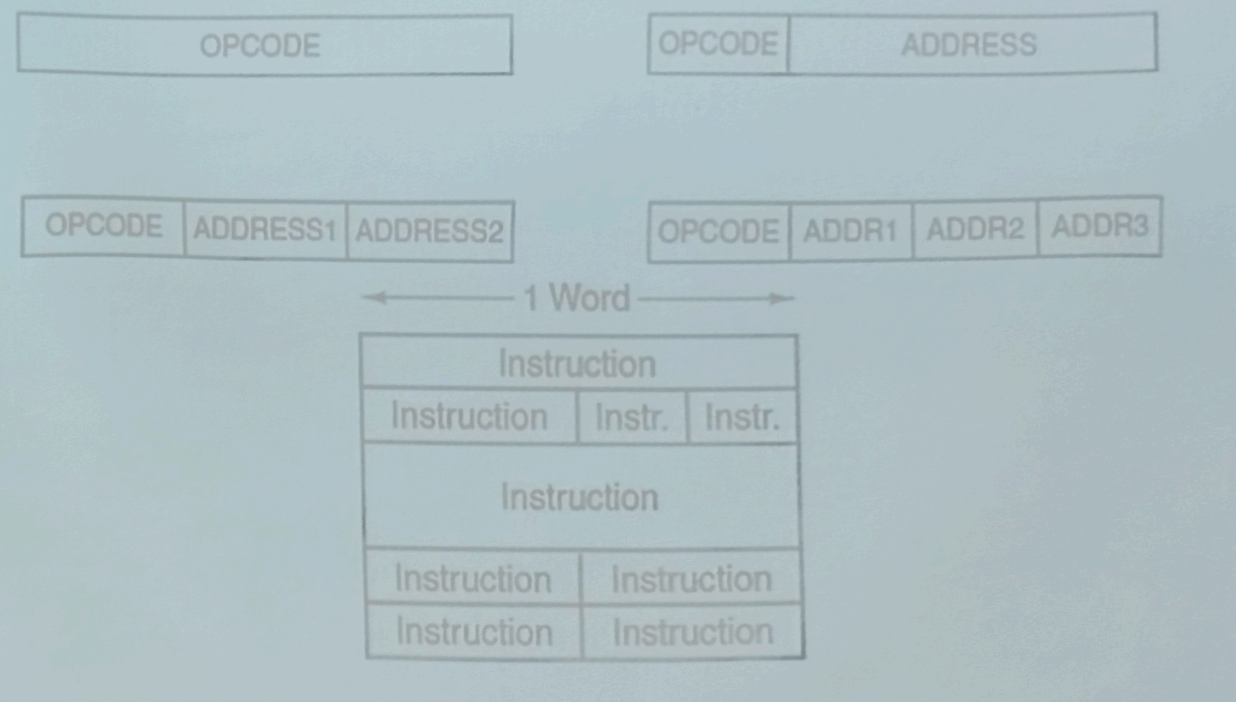 OPCODE
OPCODE ADDRESS
OPCODE ADDRESS1 ADDRESS2
OPCODE ADDR1 ADDR2 ADDR3
1 Word
Instruction
Instruction Instr. Instr.
Instruction
Instruction Instruction
Instruction Instruction